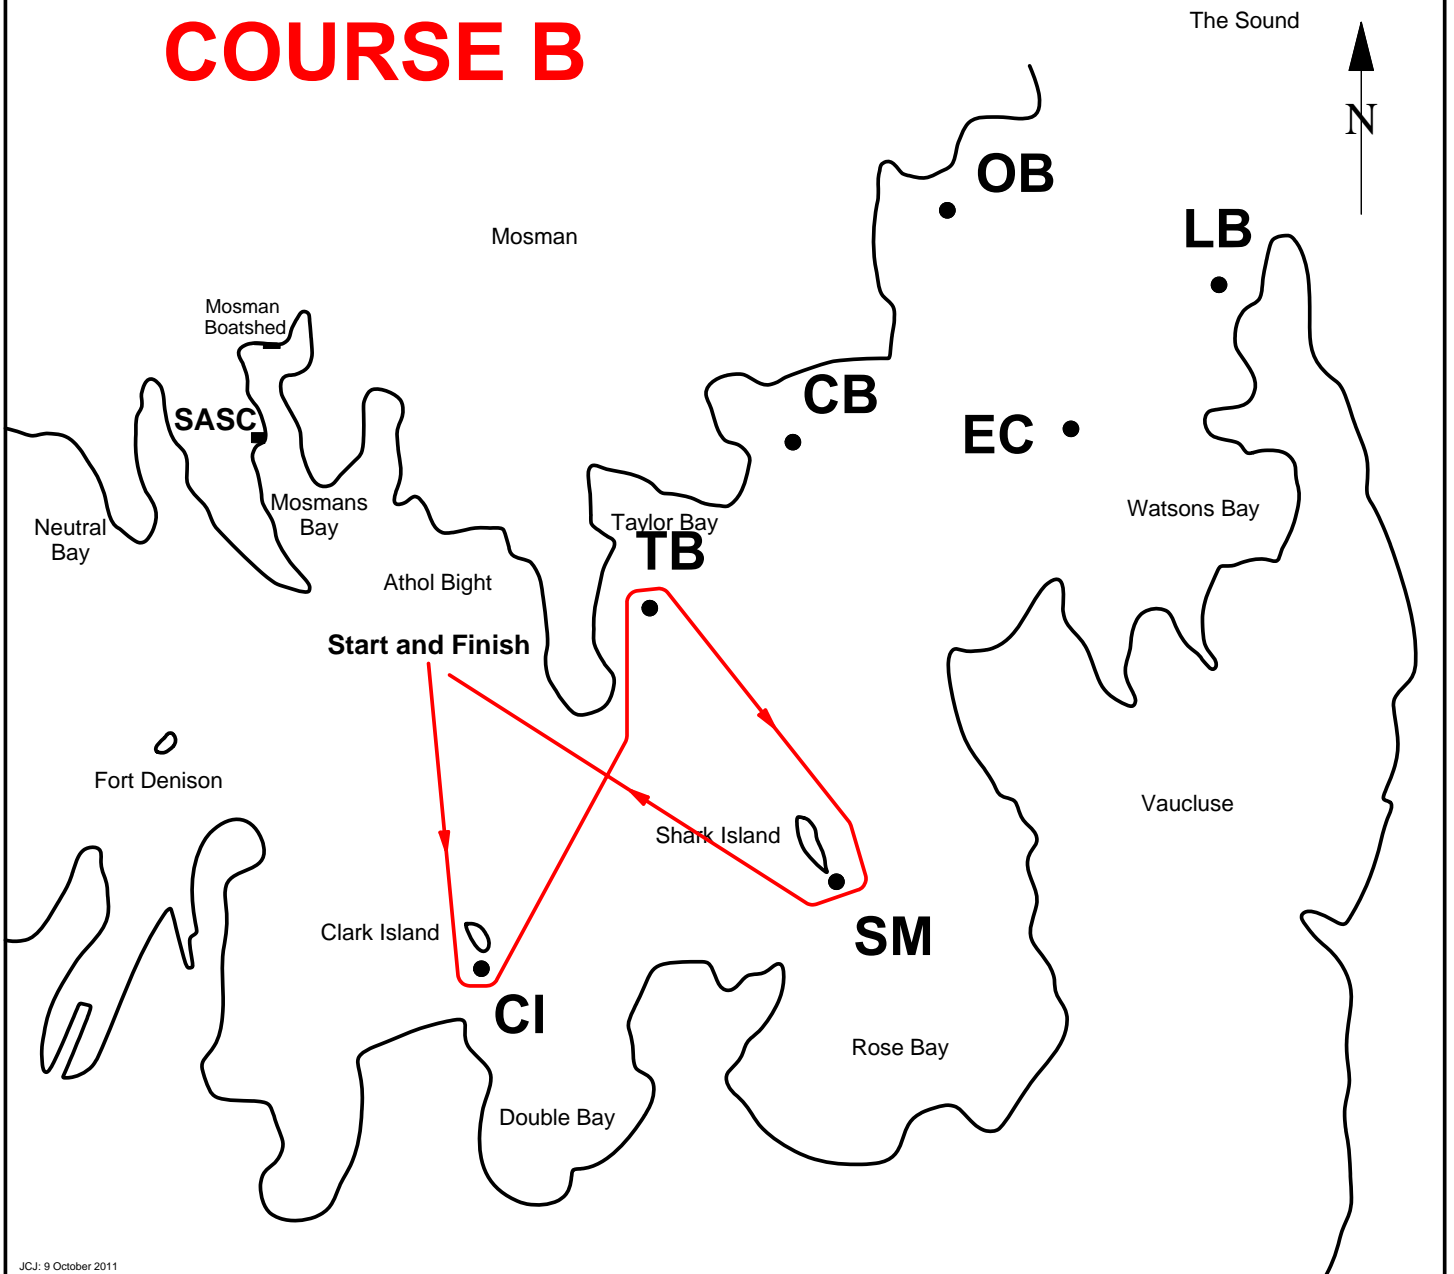 The Sound
COURSE B
N
OB
LB
Mosman
Mosman
Boatshed
CB
SASC
EC
Mosmans
Bay
Watsons Bay
Neutral
Bay
Taylor Bay
TB
Athol Bight
Start and Finish
Fort Denison
Vaucluse
Shark Island
Clark Island
SM
CI
Rose Bay
Double Bay
JCJ: 9 October 2011